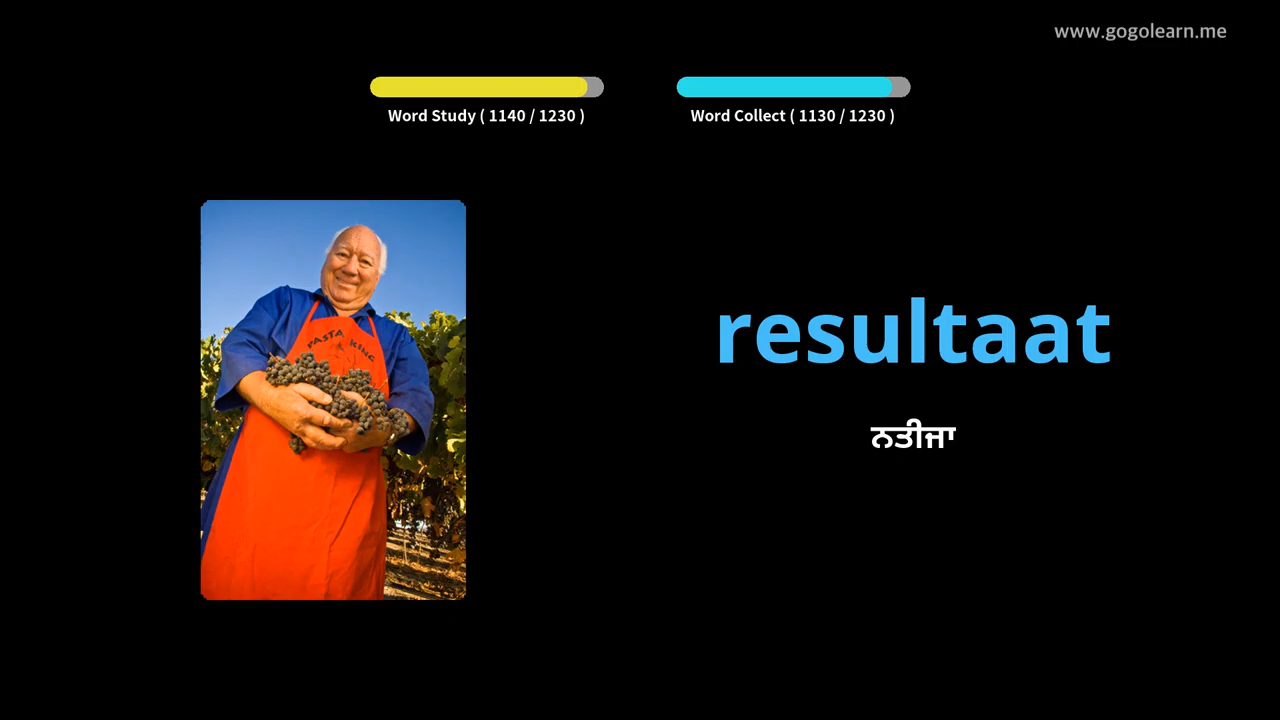 www.gogolearn.me
Word Study ( 1140 / 1230 )
Word Collect ( 1130 / 1230 )
PASTA KING
resultaat
ਨਤੀਜਾ